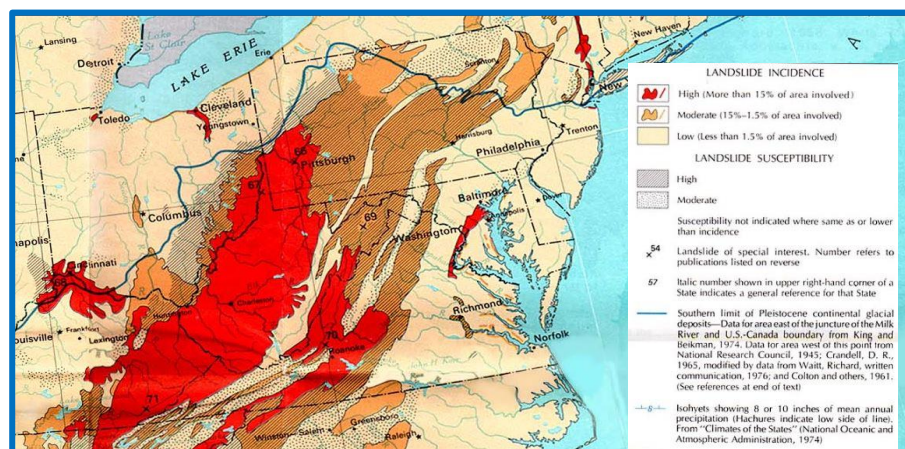 Lansing
Lake
St Clair
Detroit
LAKE ERIE
Erie
Scranton
New Haven
A
New
Toledo
Cleveland
Youngstown
Harrisburg
Trenton
Philadelphia
Pittsburgh
67
Columbus
Baltimore
Annapolis
69
Washington
napolis
Cincinnati
68
Charleston
Huntington
Richmond
ouisville
Frankfort
Lexington
70
Roanoke
Norfolk
71
Greensboro
Winston-Salem
Raleigh
LANDSLIDE INCIDENCE
High (More than 15% of area involved)
Moderate (15%–1.5% of area involved)
Low (Less than 1.5% of area involved)
LANDSLIDE SUSCEPTIBILITY
High
Moderate
Susceptibility not indicated where same as or lower
than incidence
54
Landslide of special interest. Number refers to
publications listed on reverse
57
Italic number shown in upper right-hand corner of a
State indicates a general reference for that State
Southern limit of Pleistocene continental glacial
deposits—Data for area east of the juncture of the Milk
River and U.S.-Canada boundary from King and
Beikman, 1974. Data for area west of this point from
National Research Council, 1945; Crandell, D. R.,
1965, modified by data from Waitt, Richard, written
communication, 1976; and Colton and others, 1961.
(See references at end of text)
8
Isohyets showing 8 or 10 inches of mean annual
precipitation (Hachures indicate low side of line).
From "Climates of the States" (National Oceanic and
Atmospheric Administration, 1974)